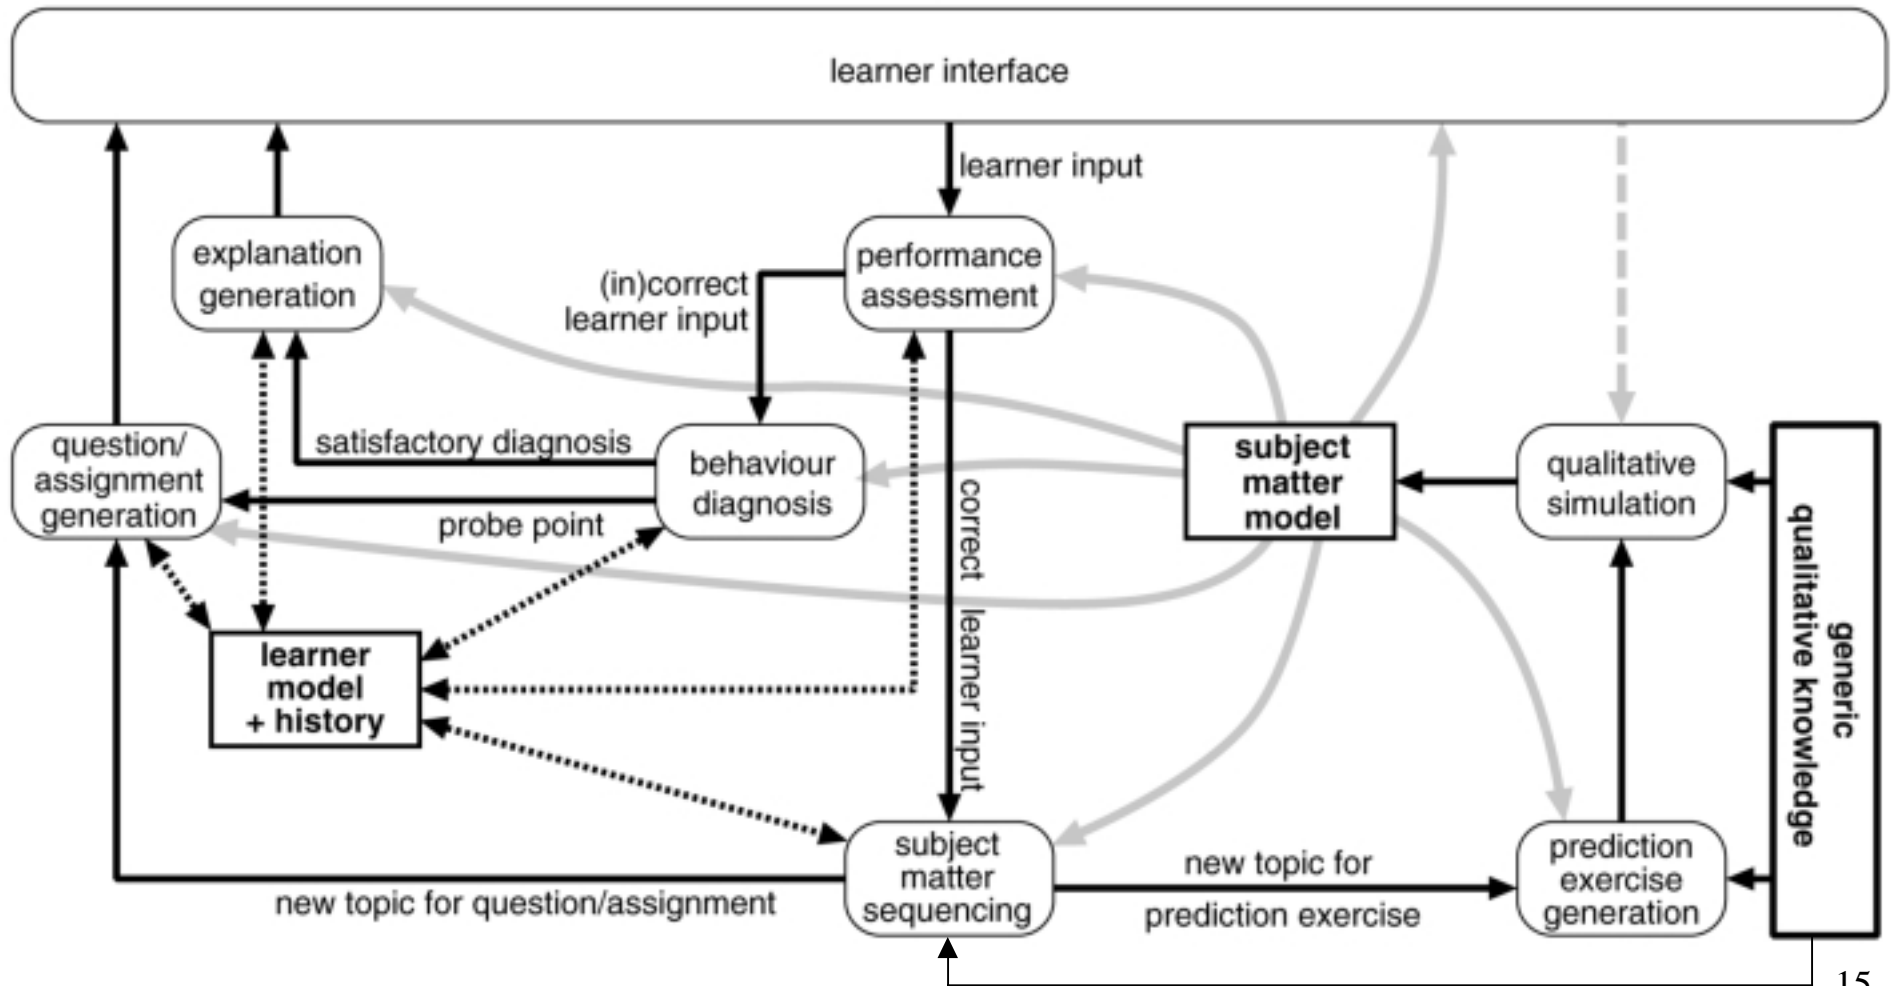 learner interface
learner input
explanation
generation
(in)correct
learner input
performance
assessment
question/
assignment
generation
satisfactory diagnosis
probe point
behaviour
diagnosis
correct learner input
subject
matter
model
qualitative
simulation
generic
qualitative knowledge
learner
model
+ history
new topic for question/assignment
subject
matter
sequencing
new topic for
prediction exercise
prediction
exercise
generation
15